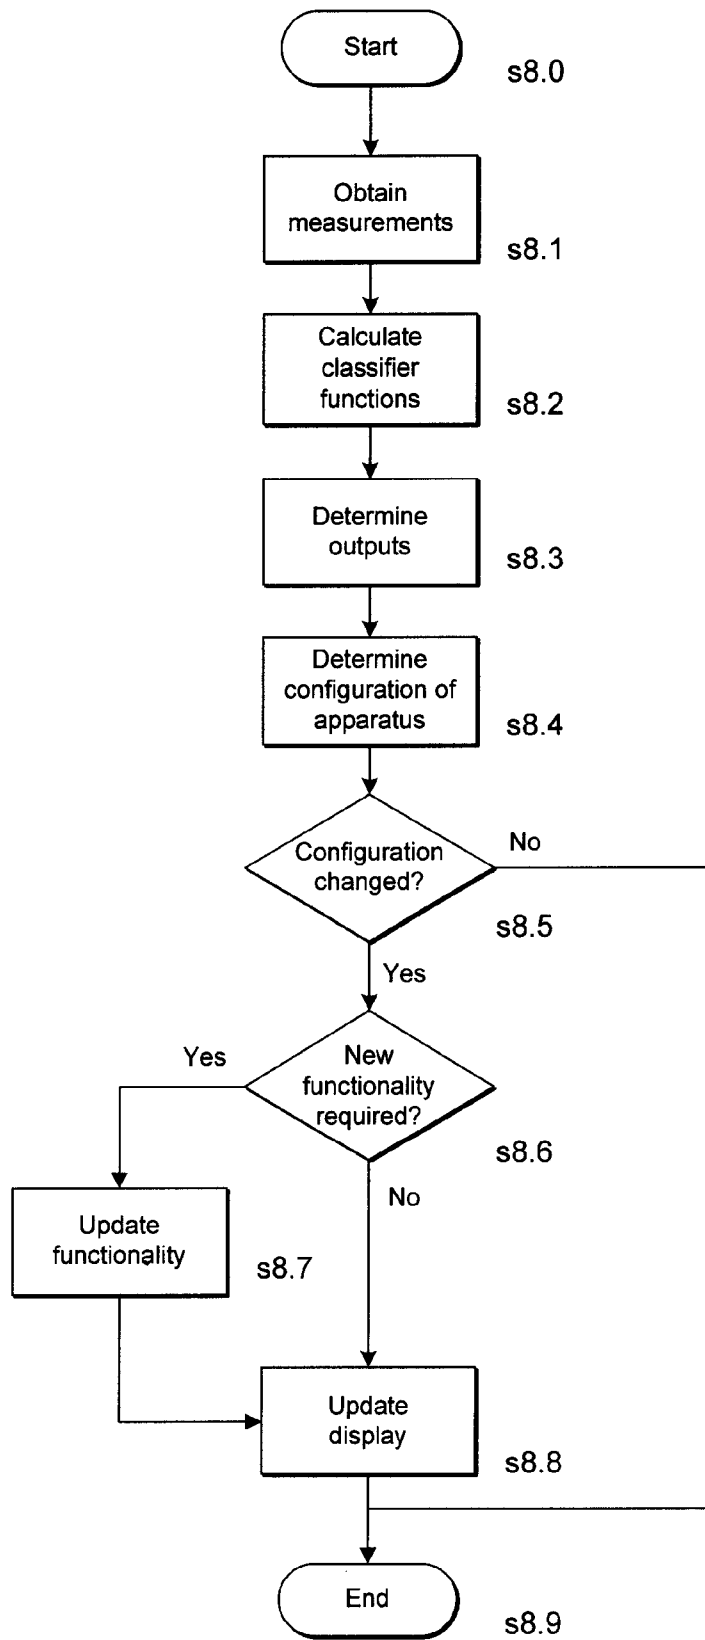 Start
s8.0
Obtain
measurements
s8.1
Calculate
classifier
functions
s8.2
Determine
outputs
s8.3
Determine
configuration of
apparatus
s8.4
Configuration
changed?
No
s8.5
Yes
New
functionality
required?
Yes
s8.6
No
Update
functionality
s8.7
Update
display
s8.8
End
s8.9